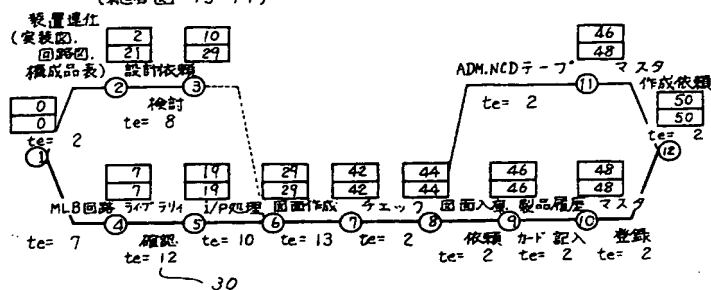 装置運仕
(実装図.
回路図.
構成品表)
2
21
10
29
設計依頼
検討
te= 8
46
48
ADM.NCDテープ
マスタ
作成依頼
te= 2
50
50
te= 2
0
0
te= 2
① ② ③ ⑪ ⑫
7
7
19
19
29
29
42
42
44
44
46
46
48
48
MLB回路 ライブラリィ i/P処理 図面作成 チェック 図面入庫 製品履歴 マスタ
④ ⑤ ⑥ ⑦ ⑧ ⑨ ⑩
te= 7 確認 te= 10 te= 13 te= 2 依頼 カード記入 登録
te= 12 te= 2 te= 2 te= 2
30